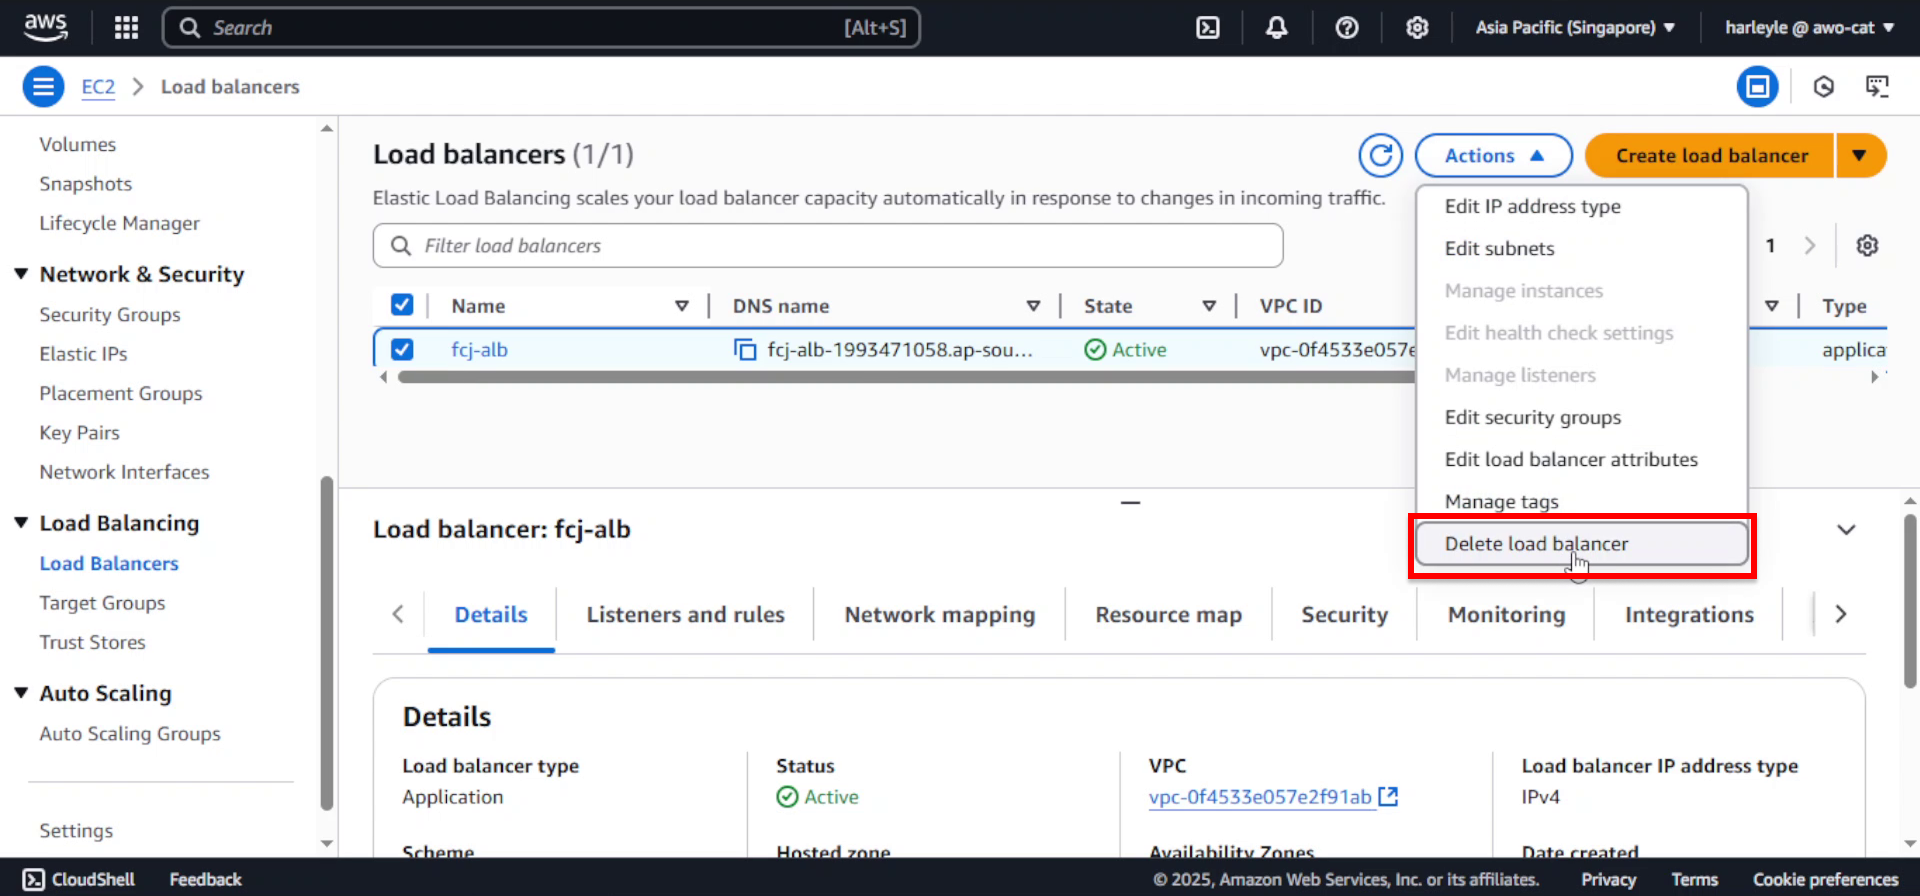 aws
Search [Alt+S]
Asia Pacific (Singapore)
harleyle @ awo-cat
EC2 Load balancers
Volumes
Snapshots
Lifecycle Manager
Network & Security
Security Groups
Elastic IPs
Placement Groups
Key Pairs
Network Interfaces
Load Balancing
Load Balancers
Target Groups
Trust Stores
Auto Scaling
Auto Scaling Groups
Settings
Load balancers (1/1)
Actions
Create load balancer
Elastic Load Balancing scales your load balancer capacity automatically in response to changes in incoming traffic.
Filter load balancers
1
Name DNS name State VPC ID Type
fcj-alb fcj-alb-1993471058.ap-sou... Active vpc-0f4533e057e applica
Edit IP address type
Edit subnets
Manage instances
Edit health check settings
Manage listeners
Edit security groups
Edit load balancer attributes
Manage tags
Delete load balancer
Load balancer: fcj-alb
Details Listeners and rules Network mapping Resource map Security Monitoring Integrations
Details
Load balancer type
Application
Status
Active
VPC
vpc-0f4533e057e2f91ab
Load balancer IP address type
IPv4
Scheme
Hosted zone
Availability Zones
Date created
CloudShell Feedback
© 2025, Amazon Web Services, Inc. or its affiliates. Privacy Terms Cookie preferences